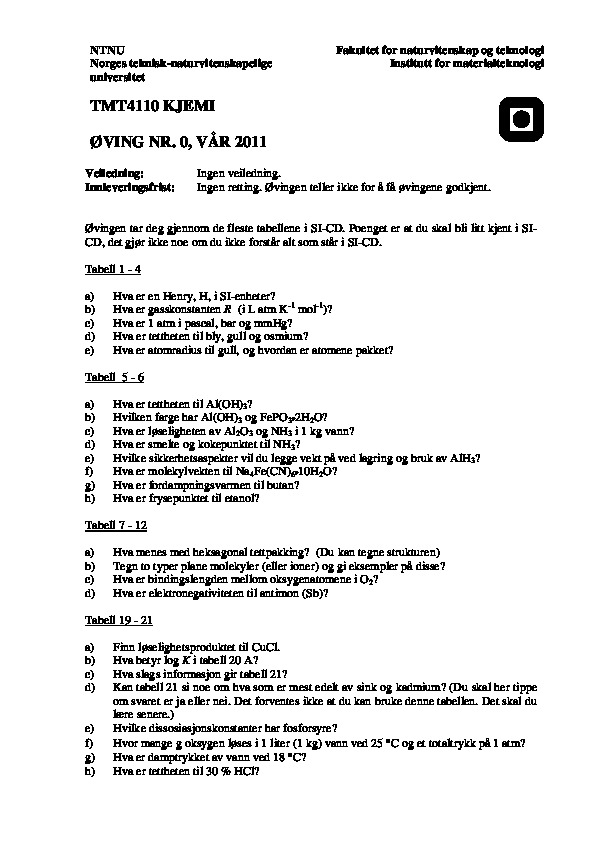 NTNU
Fakultet for naturvitenskap og teknologi
Norges teknisk-naturvitenskapelige
Institutt for materialteknologi
universitet
TMT4110 KJEMI
ØVING NR. 0, VÅR 2011
Veiledning: Ingen veiledning.
Innleveringsfrist: Ingen retting. Øvingen teller ikke for å få øvingene godkjent.
Øvingen tar deg gjennom de fleste tabellene i SI-CD. Poenget er at du skal bli litt kjent i SI-
CD, det gjør ikke noe om du ikke forstår alt som står i SI-CD.
Tabell 1 - 4
a) Hva er en Henry, H, i SI-enheter?
b) Hva er gasskonstanten R (i L atm K⁻¹ mol⁻¹)?
c) Hva er 1 atm i pascal, bar og mmHg?
d) Hva er tettheten til bly, gull og osmium?
e) Hva er atomradius til gull, og hvordan er atomene pakket?
Tabell 5 - 6
a) Hva er tettheten til Al(OH)₃?
b) Hvilken farge har Al(OH)₃ og FePO₃•2H₂O?
c) Hva er løseligheten av Al₂O₃ og NH₃ i 1 kg vann?
d) Hva er smelte og kokepunktet til NH₃?
e) Hvilke sikkerhetsaspekter vil du legge vekt på ved lagring og bruk av AlH₃?
f) Hva er molekylvekten til Na₄Fe(CN)₆•10H₂O?
g) Hva er fordampningsvarmen til butan?
h) Hva er frysepunktet til etanol?
Tabell 7 - 12
a) Hva menes med heksagonal tettpakking? (Du kan tegne strukturen)
b) Tegn to typer plane molekyler (eller ioner) og gi eksempler på disse?
c) Hva er bindingslengden mellom oksygenatomene i O₂?
d) Hva er elektronegativiteten til antimon (Sb)?
Tabell 19 - 21
a) Finn løselighetsproduktet til CuCl.
b) Hva betyr log K i tabell 20 A?
c) Hva slags informasjon gir tabell 21?
d) Kan tabell 21 si noe om hva som er mest edelt av sink og kadmium? (Du skal her tippe
om svaret er ja eller nei. Det forventes ikke at du kan bruke denne tabellen. Det skal du
lære senere.)
e) Hvilke dissosiasjonskonstanter har fosforsyre?
f) Hvor mange g oksygen løses i 1 liter (1 kg) vann ved 25 °C og et totaltrykk på 1 atm?
g) Hva er damptrykket av vann ved 18 °C?
h) Hva er tettheten til 30 % HCl?